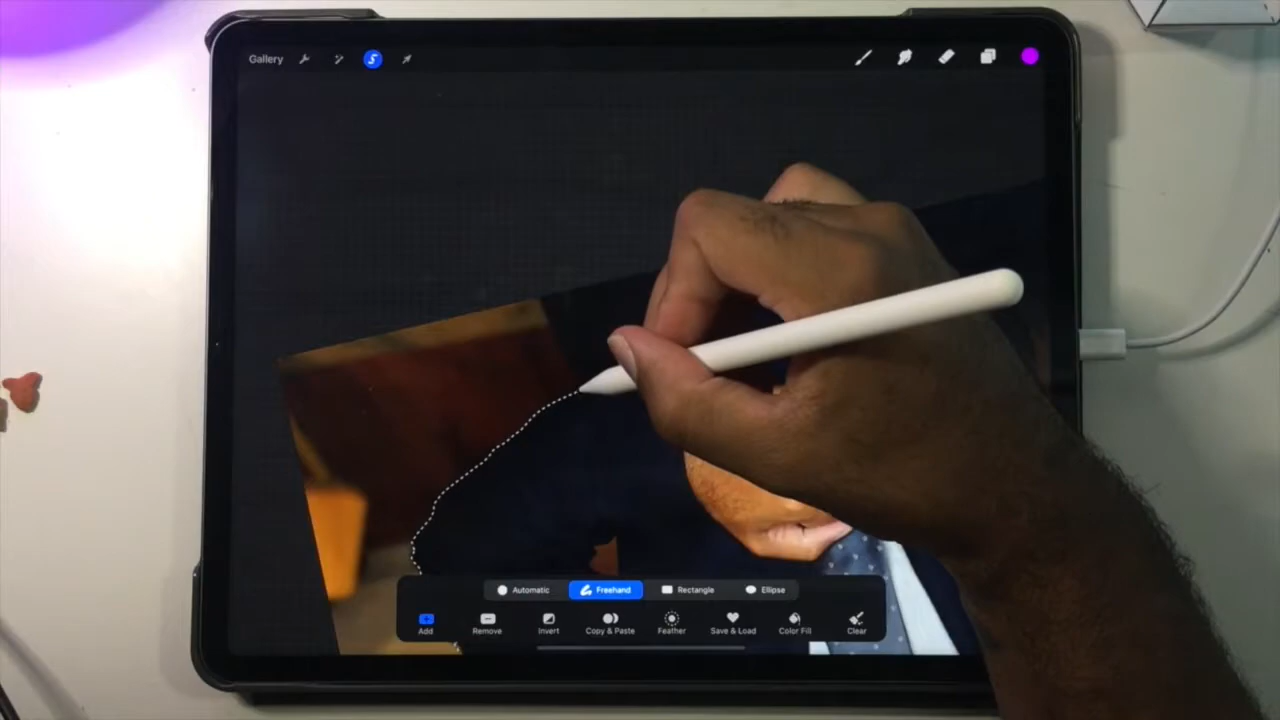 Gallery
Automatic Freehand Rectangle Ellipse
Add Remove Invert Copy & Paste Feather Save & Load Color Fill Clear